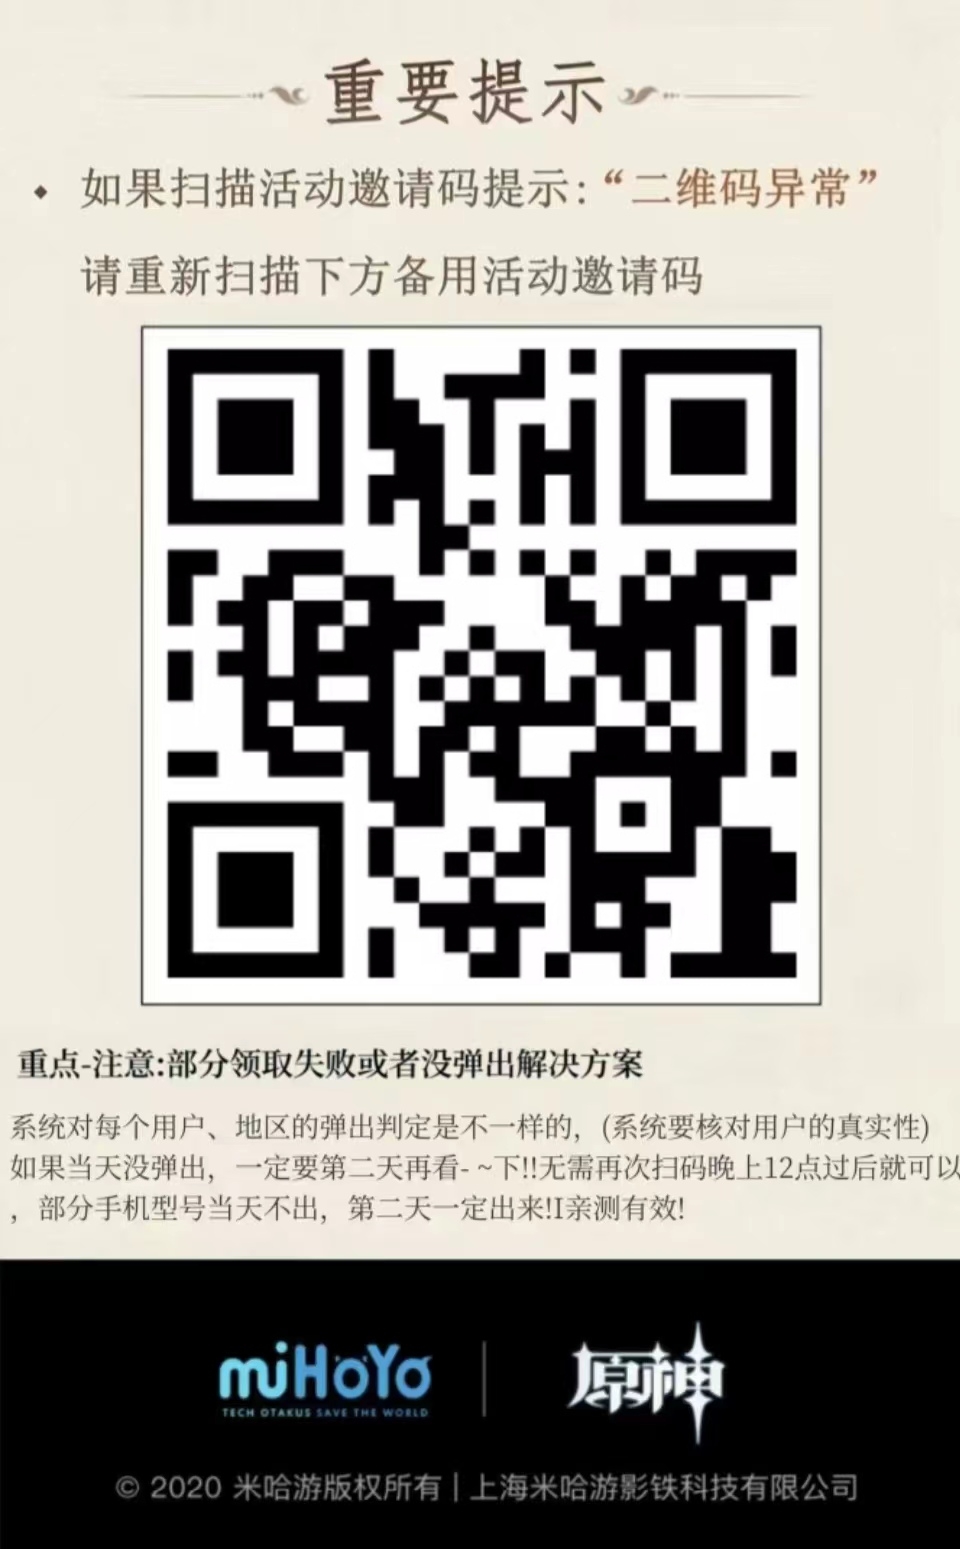 重要提示
如果扫描活动邀请码提示:“二维码异常”
请重新扫描下方备用活动邀请码
重点-注意:部分领取失败或者没弹出解决方案
系统对每个用户、地区的弹出判定是不一样的，(系统要核对用户的真实性)
如果当天没弹出，一定要第二天再看- ~下!!无需再次扫码晚上12点过后就可以
，部分手机型号当天不出，第二天一定出来!I亲测有效!
miHoYo
TECH OTAKUS SAVE THE WORLD
原神
© 2020 米哈游版权所有 | 上海米哈游影铁科技有限公司